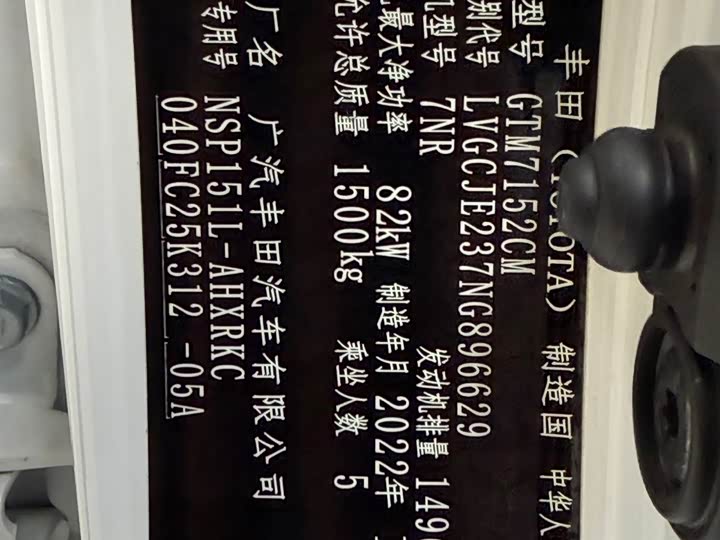 丰田 (TOYOTA) 制造国 中华人
型号 GTM7152CM
别代号 LVGCJE237NG896629
机型号 7NR 发动机排量 149
最大净功率 82kW 制造年月 2022年
允许总质量 1500kg 乘坐人数 5
厂名 广汽丰田汽车有限公司
专用号 NSP151L-AHXRKC
040FC25K312 -05A